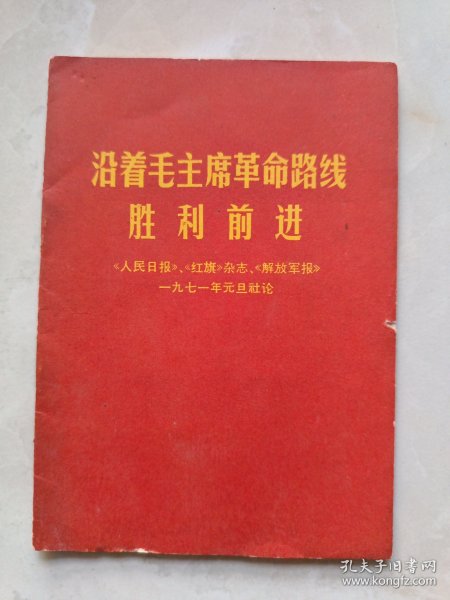 沿着毛主席革命路线
胜利前进
《人民日报》、《红旗》杂志、《解放军报》
一九七一年元旦社论
孔夫子旧书网
www.kongfz.com